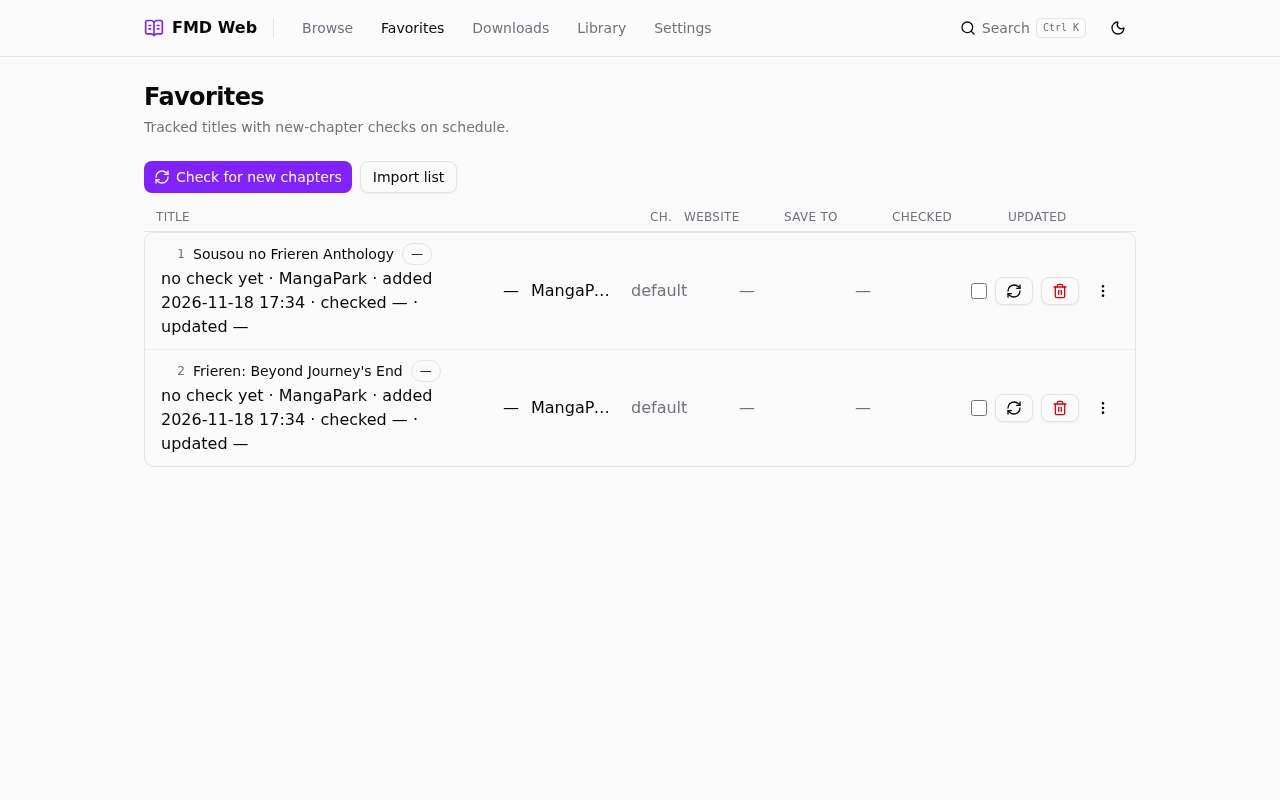 FMD Web
Browse
Favorites
Downloads
Library
Settings
Search
Ctrl K
Favorites
Tracked titles with new-chapter checks on schedule.
Check for new chapters
Import list
TITLE
CH.
WEBSITE
SAVE TO
CHECKED
UPDATED
1 Sousou no Frieren Anthology —
no check yet · MangaPark · added
2026-11-18 17:34 · checked — ·
updated —
—
MangaP…
default
—
—
2 Frieren: Beyond Journey's End —
no check yet · MangaPark · added
2026-11-18 17:34 · checked — ·
updated —
—
MangaP…
default
—
—